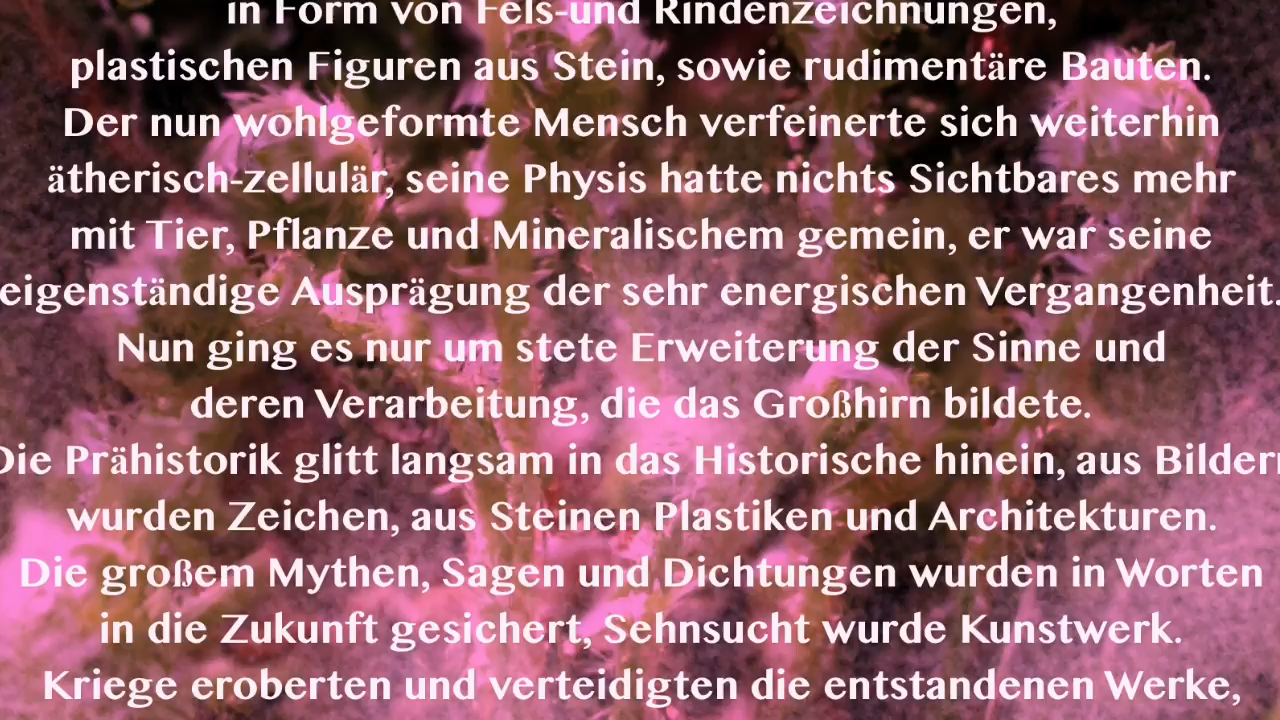 in Form von Fels-und Rindenzeichnungen,
plastischen Figuren aus Stein, sowie rudimentäre Bauten.
Der nun wohlgeformte Mensch verfeinerte sich weiterhin
ätherisch-zellulär, seine Physis hatte nichts Sichtbares mehr
mit Tier, Pflanze und Mineralischem gemein, er war seine
eigenständige Ausprägung der sehr energischen Vergangenheit.
Nun ging es nur um stete Erweiterung der Sinne und
deren Verarbeitung, die das Großhirn bildete.
Die Prähistorik glitt langsam in das Historische hinein, aus Bildern
wurden Zeichen, aus Steinen Plastiken und Architekturen.
Die großem Mythen, Sagen und Dichtungen wurden in Worten
in die Zukunft gesichert, Sehnsucht wurde Kunstwerk.
Kriege eroberten und verteidigten die entstandenen Werke,